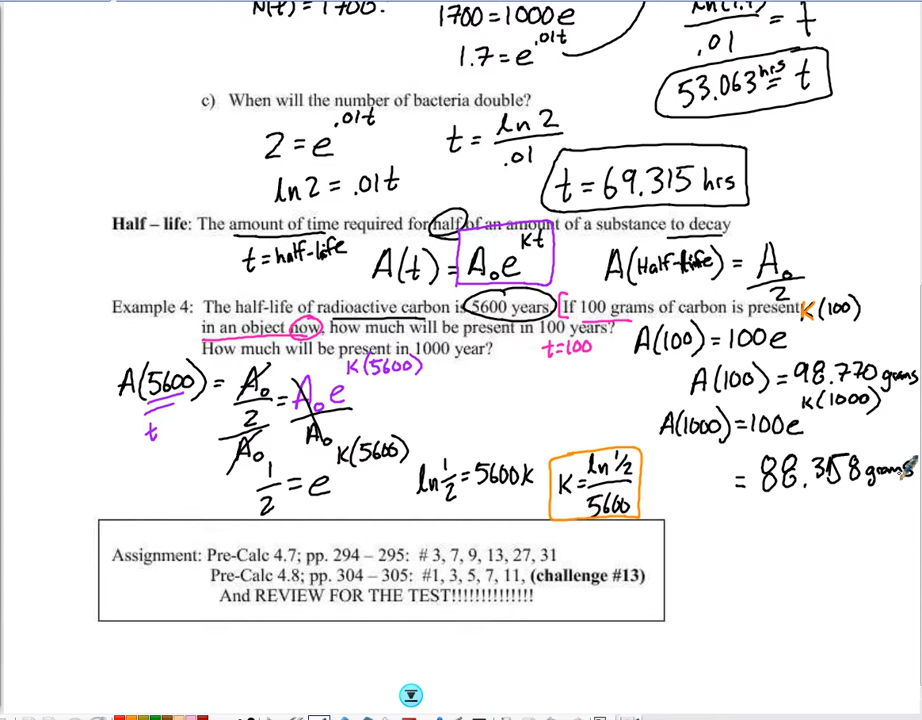 N(t) = 1700.
1700 = 1000e
1.7 = e^.01t
.01 = t
53.063 hrs = t
c) When will the number of bacteria double?
2 = e^.01t
t = ln 2 / .01
ln 2 = .01t
t = 69.315 hrs
Half – life: The amount of time required for half of an amount of a substance to decay
t = half-life
A(t) = A₀e^kt
A(Half-life) = A₀/2
Example 4: The half-life of radioactive carbon is 5600 years. If 100 grams of carbon is present
in an object now, how much will be present in 100 years?
How much will be present in 1000 year?
t=100
A(100) = 100e^K(100)
A(5600) = A₀/2 = A₀e^K(5600)
t
A₀ A₀
A(100) = 98.770 grams
A(1000) = 100e^K(1000)
= 88.358 grams
1/2 = e^K(5600)
ln 1/2 = 5600k
K = ln 1/2 / 5600
Assignment: Pre-Calc 4.7; pp. 294 – 295: # 3, 7, 9, 13, 27, 31
Pre-Calc 4.8; pp. 304 – 305: #1, 3, 5, 7, 11, (challenge #13)
And REVIEW FOR THE TEST!!!!!!!!!!!!!!